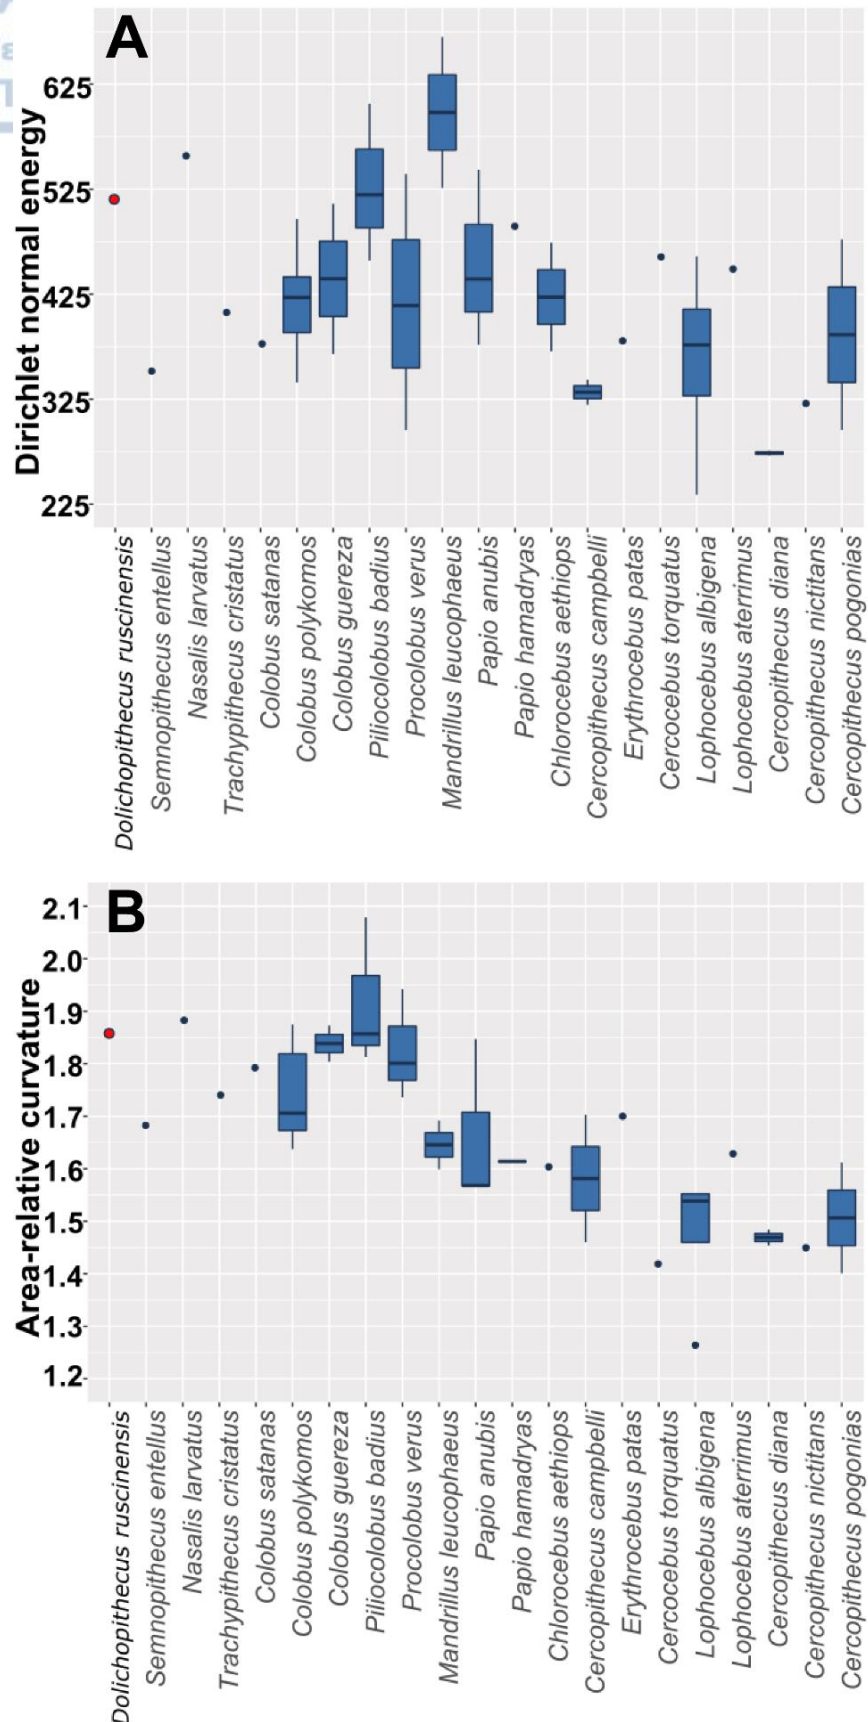 A
Dirichlet normal energy
625
525
425
325
225
Dolichopithecus ruscinensis
Semnopithecus entellus
Nasalis larvatus
Trachypithecus cristatus
Colobus satanas
Colobus polykomos
Colobus guereza
Piliocolobus badius
Procolobus verus
Mandrillus leucophaeus
Papio anubis
Papio hamadryas
Chlorocebus aethiops
Cercopithecus campbelli
Erythrocebus patas
Cercocebus torquatus
Lophocebus albigena
Lophocebus aterrimus
Cercopithecus diana
Cercopithecus nictitans
Cercopithecus pogonias
B
Area-relative curvature
2.1
2.0
1.9
1.8
1.7
1.6
1.5
1.4
1.3
1.2
Dolichopithecus ruscinensis
Semnopithecus entellus
Nasalis larvatus
Trachypithecus cristatus
Colobus satanas
Colobus polykomos
Colobus guereza
Piliocolobus badius
Procolobus verus
Mandrillus leucophaeus
Papio anubis
Papio hamadryas
Chlorocebus aethiops
Cercopithecus campbelli
Erythrocebus patas
Cercocebus torquatus
Lophocebus albigena
Lophocebus aterrimus
Cercopithecus diana
Cercopithecus nictitans
Cercopithecus pogonias